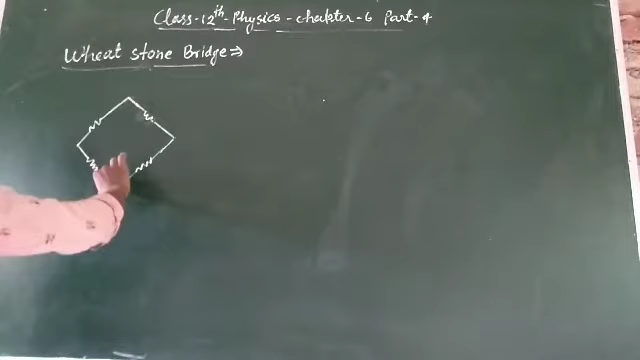 Class-12th-Physics-chapter-6 Part-4
Wheat stone Bridge⇒